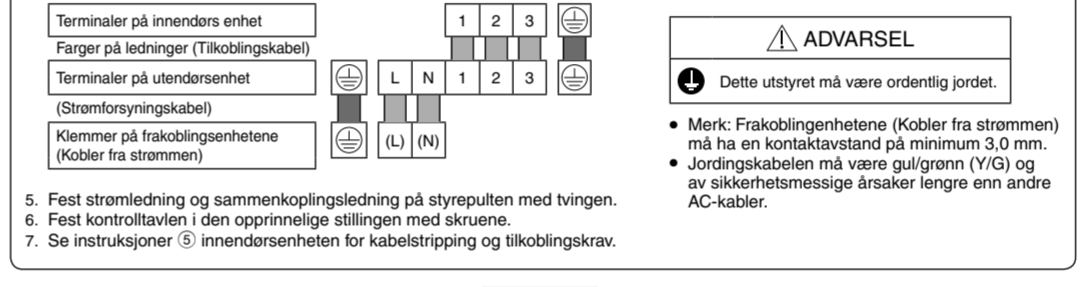 Terminaler på innendørs enhet
1 2 3
Farger på ledninger (Tilkoblingskabel)
Terminaler på utendørsenhet
L N 1 2 3
(Strømforsyningskabel)
Klemmer på frakoblingsenhetene
(Kobler fra strømmen)
(L) (N)
5. Fest strømledning og sammenkoplingsledning på styrepulten med tvingen.
6. Fest kontrolltavlen i den opprinnelige stillingen med skruene.
7. Se instruksjoner ⑤ innendørsenheten for kabelstripping og tilkoblingskrav.
ADVARSEL
Dette utstyret må være ordentlig jordet.
• Merk: Frakoblingenhetene (Kobler fra strømmen)
må ha en kontaktavstand på minimum 3,0 mm.
• Jordingskabelen må være gul/grønn (Y/G) og
av sikkerhetsmessige årsaker lengre enn andre
AC-kabler.